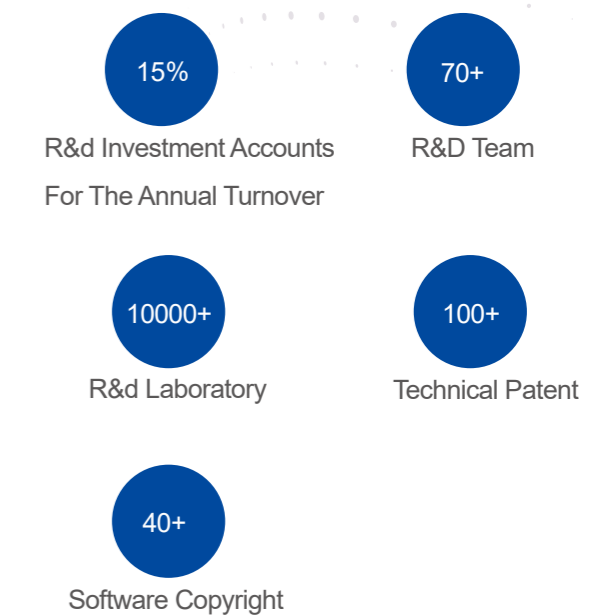 15%
R&d Investment Accounts
For The Annual Turnover
70+
R&D Team
10000+
R&d Laboratory
100+
Technical Patent
40+
Software Copyright